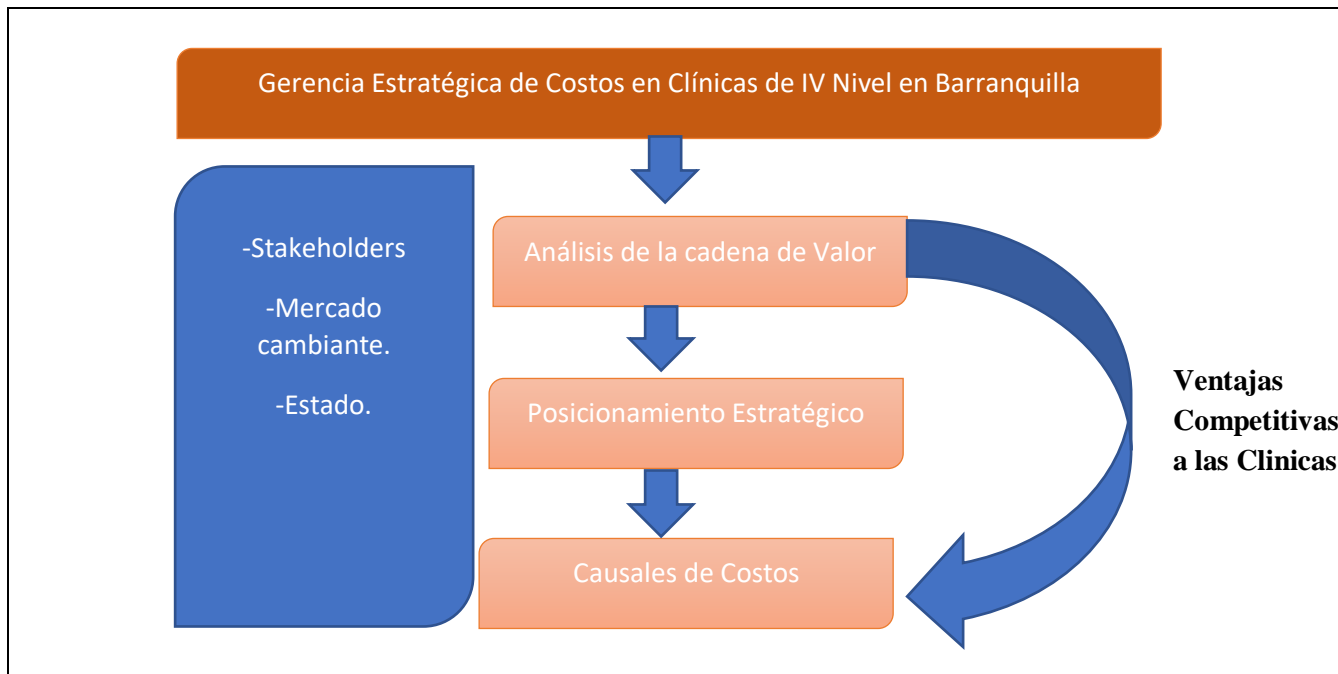 Gerencia Estratégica de Costos en Clínicas de IV Nivel en Barranquilla
-Stakeholders
-Mercado
cambiante.
-Estado.
Análisis de la cadena de Valor
Posicionamiento Estratégico
Causales de Costos
Ventajas
Competitivas
a las Clinicas